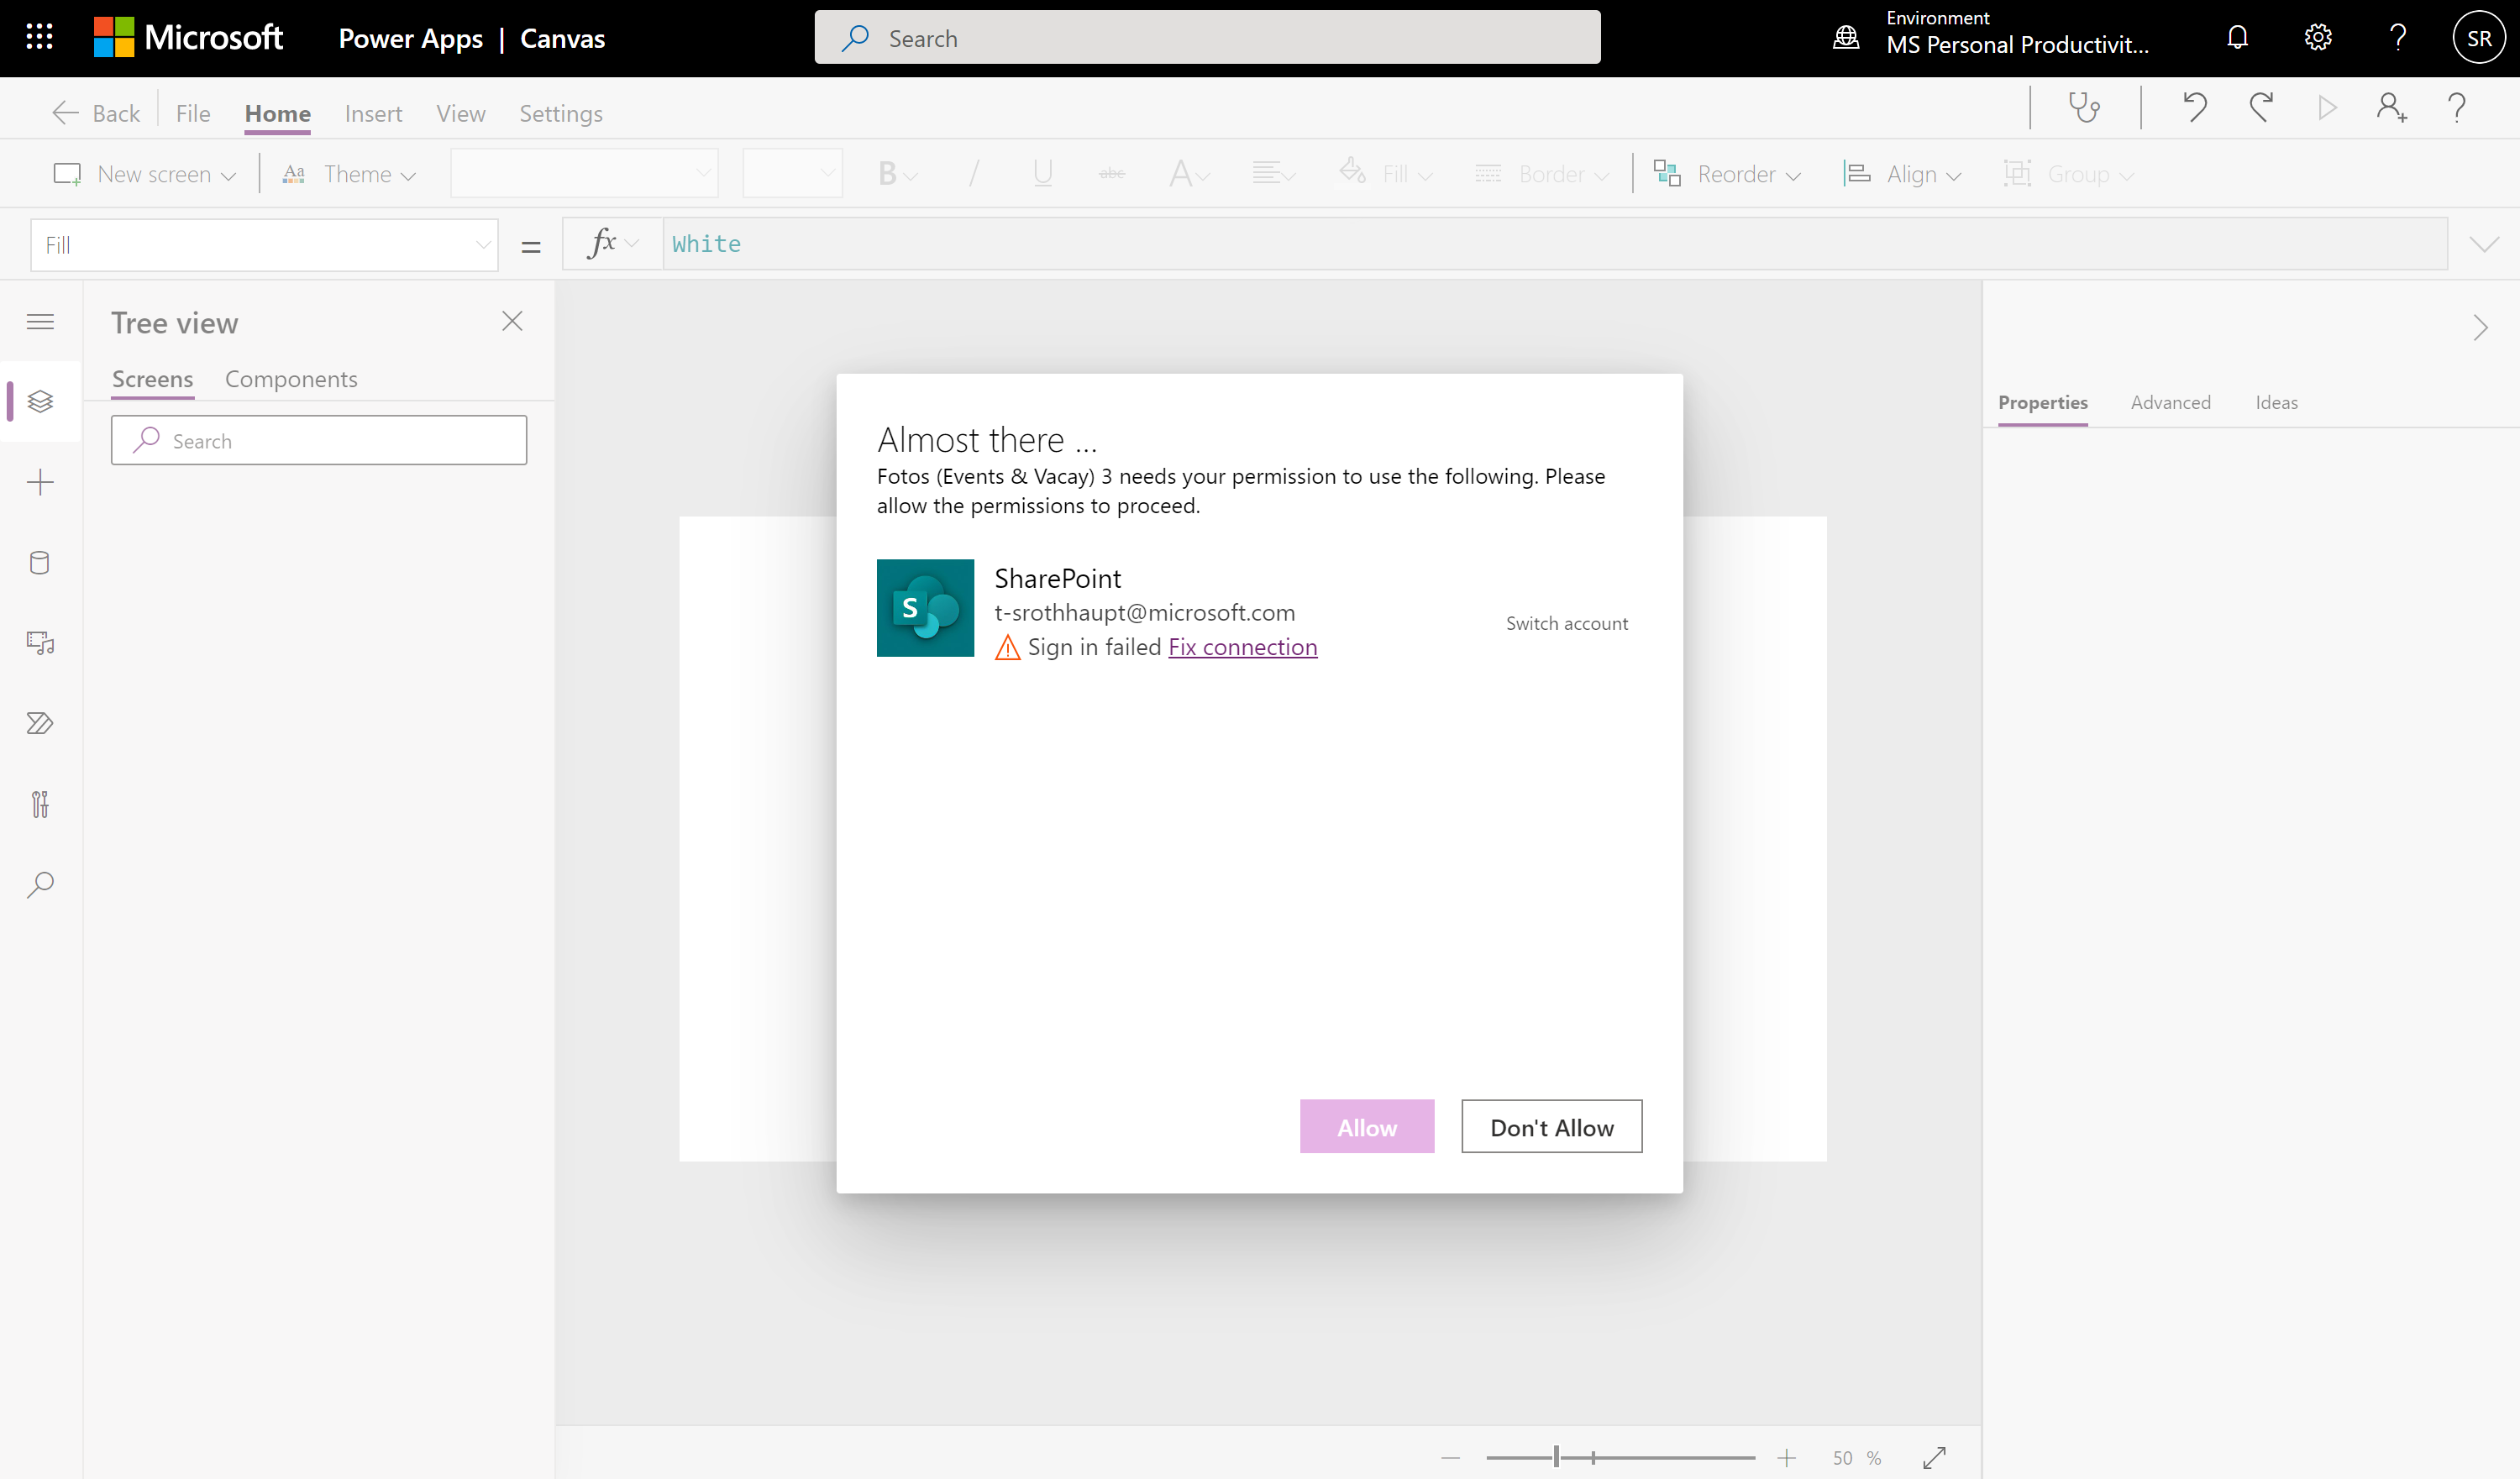 Microsoft Power Apps | Canvas
Search
Environment
MS Personal Productivit...
SR
Back File Home Insert View Settings
New screen Theme B / U abc A Fill Border Reorder Align Group
Fill = fx White
Tree view
Screens Components
Search
Properties Advanced Ideas
Almost there ...
Fotos (Events & Vacay) 3 needs your permission to use the following. Please
allow the permissions to proceed.
S
SharePoint
t-srothhaupt@microsoft.com
Switch account
Sign in failed Fix connection
Allow Don't Allow
50 %